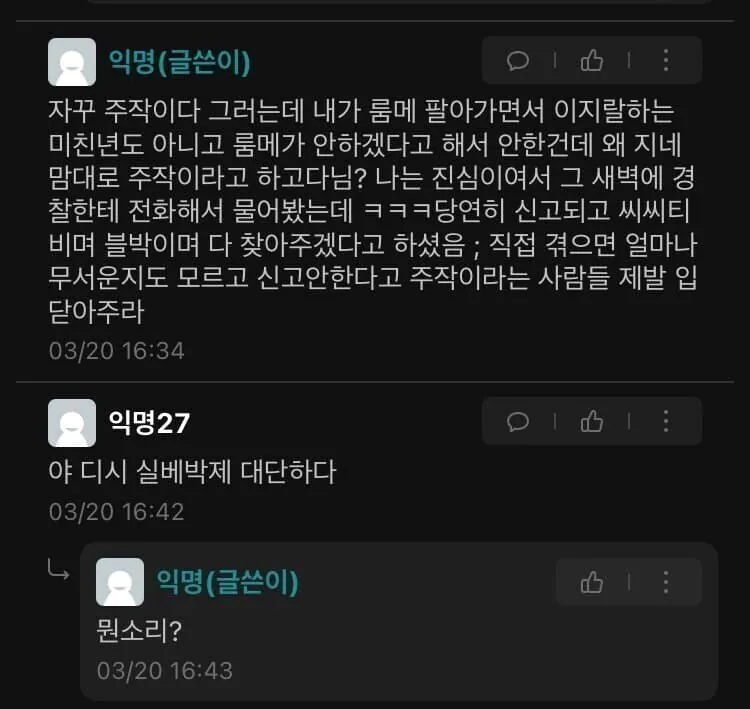 익명(글쓴이)
자꾸 주작이다 그러는데 내가 룸메 팔아가면서 이지랄하는
미친년도 아니고 룸메가 안하겠다고 해서 안한건데 왜 지네
맘대로 주작이라고 하고다님? 나는 진심이여서 그 새벽에 경
찰한테 전화해서 물어봤는데 ㅋㅋㅋ당연히 신고되고 씨씨티
비며 블박이며 다 찾아주겠다고 하셨음 ; 직접 겪으면 얼마나
무서운지도 모르고 신고안한다고 주작이라는 사람들 제발 입
닫아주라
03/20 16:34
익명27
야 디시 실베박제 대단하다
03/20 16:42
익명(글쓴이)
뭔소리?
03/20 16:43